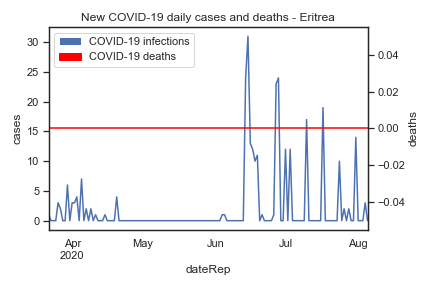 New COVID-19 daily cases and deaths - Eritrea
COVID-19 infections
COVID-19 deaths
30
25
20
15
10
5
0
cases
0.04
0.02
0.00
−0.02
−0.04
deaths
Apr May Jun Jul Aug
2020
dateRep